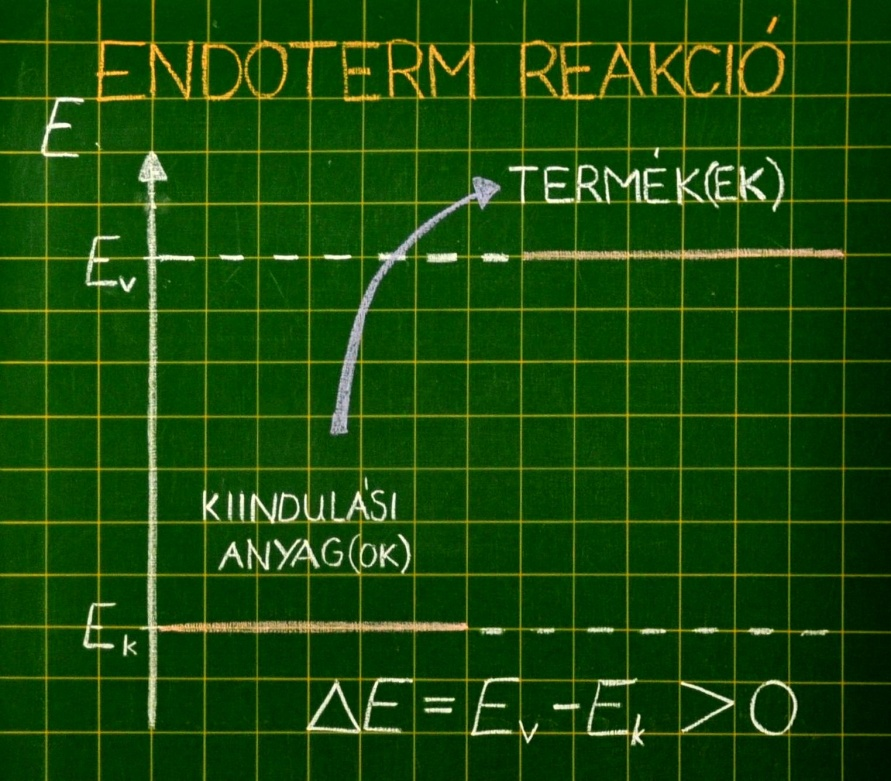 ENDOTERM REAKCIÓ
E
TERMÉK(EK)
Ev
KIINDULÁSI
ANYAG(OK)
Ek
ΔE = Ev - Ek > 0